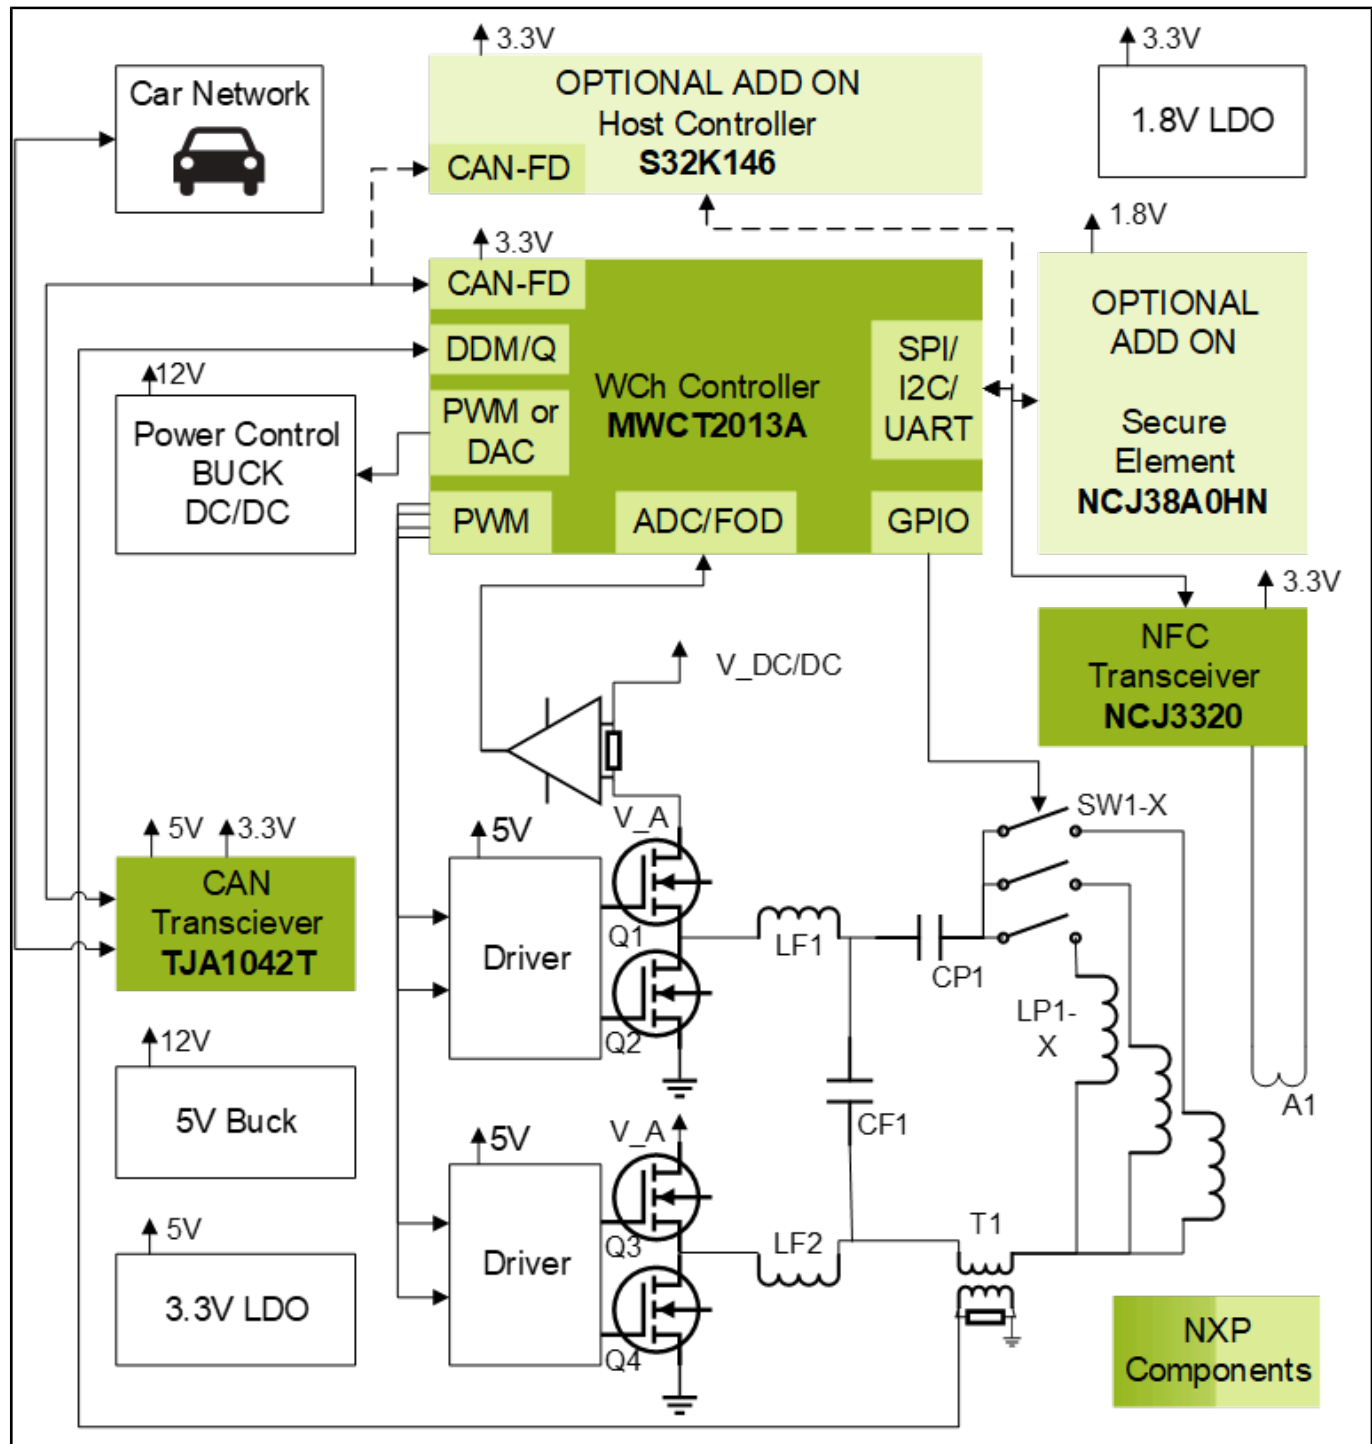 3.3V
OPTIONAL ADD ON
Host Controller
S32K146
CAN-FD
Car Network
3.3V
1.8V LDO
3.3V
CAN-FD
DDM/Q
PWM or
DAC
PWM
WCh Controller
MWCT2013A
SPI/
I2C/
UART
ADC/FOD
GPIO
1.8V
OPTIONAL
ADD ON
Secure
Element
NCJ38A0HN
12V
Power Control
BUCK
DC/DC
3.3V
NFC
Transceiver
NCJ3320
V_DC/DC
SW1-X
5V
3.3V
CAN
Transciever
TJA1042T
5V
V_A
Driver
Q1
Q2
LF1
CP1
LP1-
X
CF1
A1
12V
5V Buck
5V
V_A
Driver
Q3
Q4
LF2
T1
5V
3.3V LDO
NXP
Components